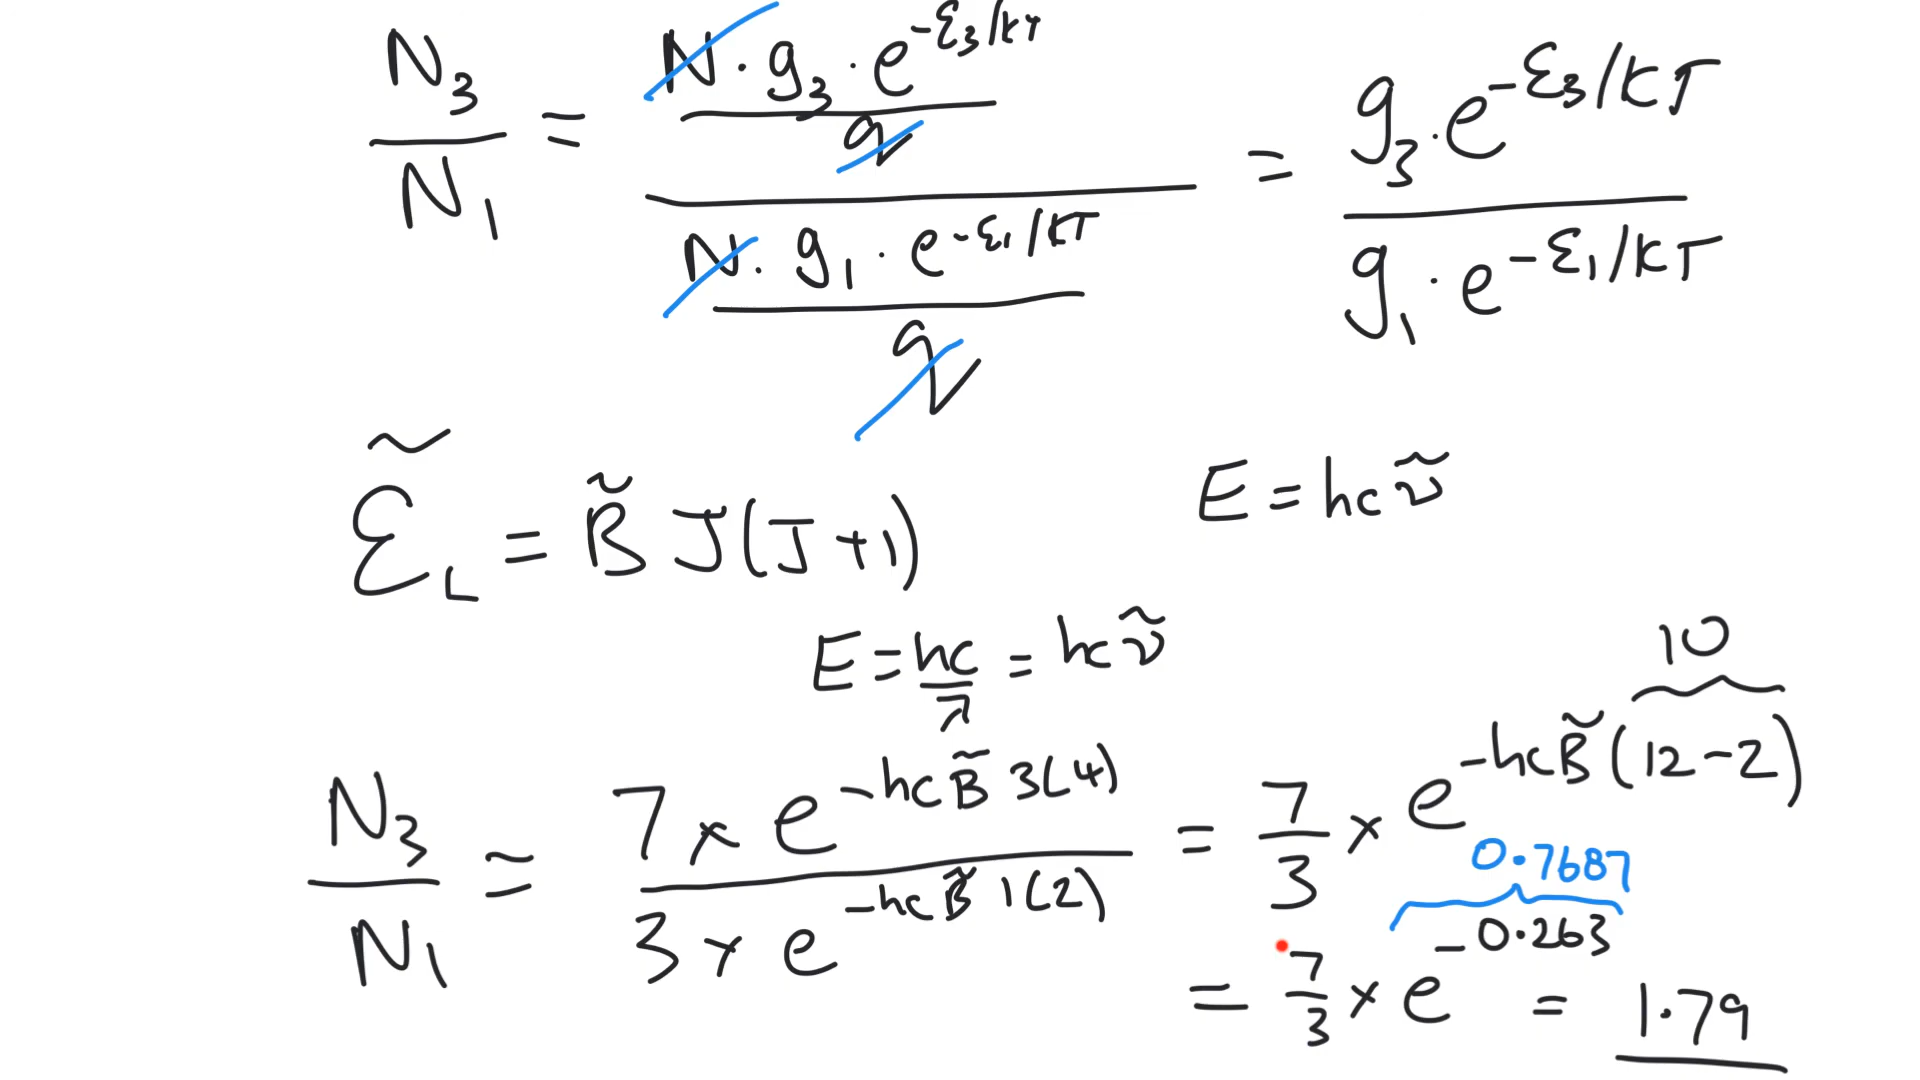 N₃/N₁ = (N̶ · g₃ · e^(-ε₃/kT) / q̶) / (N̶ · g₁ · e^(-ε₁/kT) / q̶) = (g₃ · e^(-ε₃/kT)) / (g₁ · e^(-ε₁/kT))
ε̃_L = B̃ J(J+1)
E = hcν̃
E = hc/λ = hcν̃
N₃/N₁ = (7 × e^(-hcB̃ 3(4))) / (3 × e^(-hcB̃ 1(2))) = 7/3 × e^(-hcB̃(12-2))
10
0.7687
= 7/3 × e^(-0.263) = 1.79